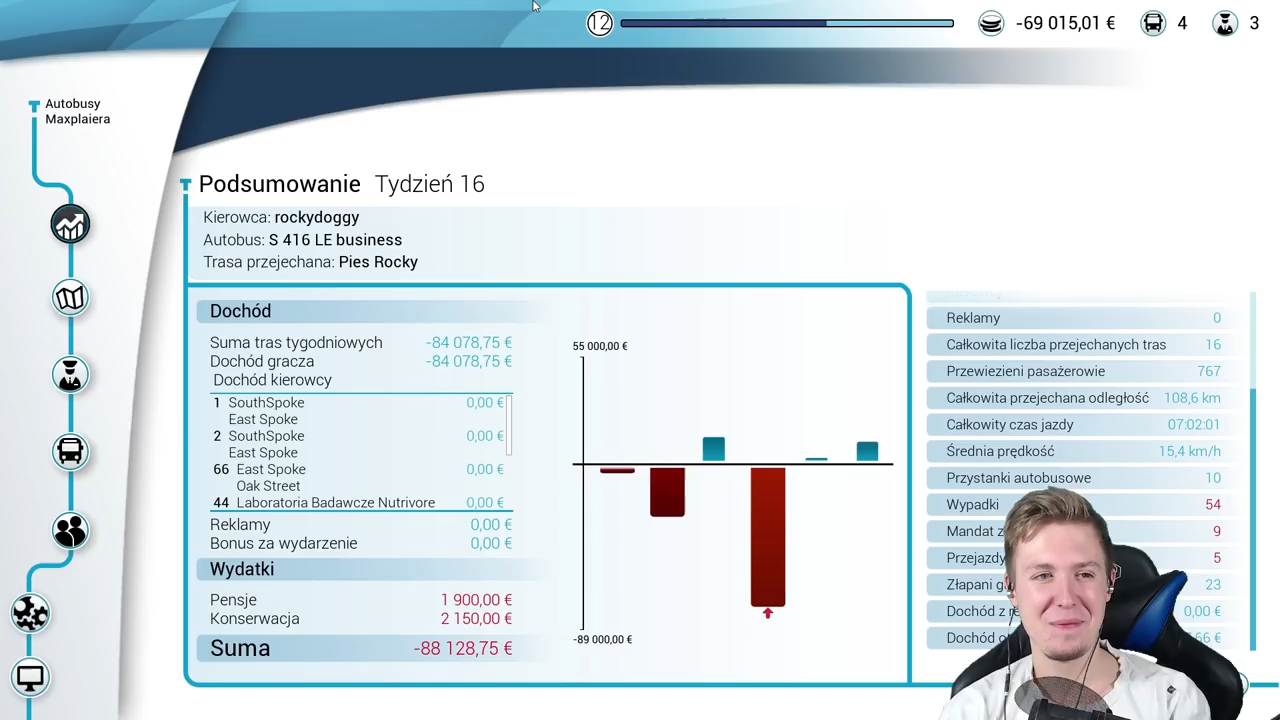 12
-69 015,01 €
4
3
Autobusy
Maxplaiera
Podsumowanie Tydzień 16
Kierowca: rockydoggy
Autobus: S 416 LE business
Trasa przejechana: Pies Rocky
Dochód
Suma tras tygodniowych -84 078,75 €
Dochód gracza -84 078,75 €
Dochód kierowcy
1 SouthSpoke 0,00 €
East Spoke
2 SouthSpoke 0,00 €
East Spoke
66 East Spoke 0,00 €
Oak Street
44 Laboratoria Badawcze Nutrivore 0,00 €
Reklamy 0,00 €
Bonus za wydarzenie 0,00 €
Wydatki
Pensje 1 900,00 €
Konserwacja 2 150,00 €
Suma -88 128,75 €
55 000,00 €
-89 000,00 €
Reklamy 0
Całkowita liczba przejechanych tras 16
Przewiezieni pasażerowie 767
Całkowita przejechana odległość 108,6 km
Całkowity czas jazdy 07:02:01
Średnia prędkość 15,4 km/h
Przystanki autobusowe 10
Wypadki 54
Mandat z 9
Przejazdy 5
Złapani g 23
Dochód z re 0,00 €
Dochód o 66 €